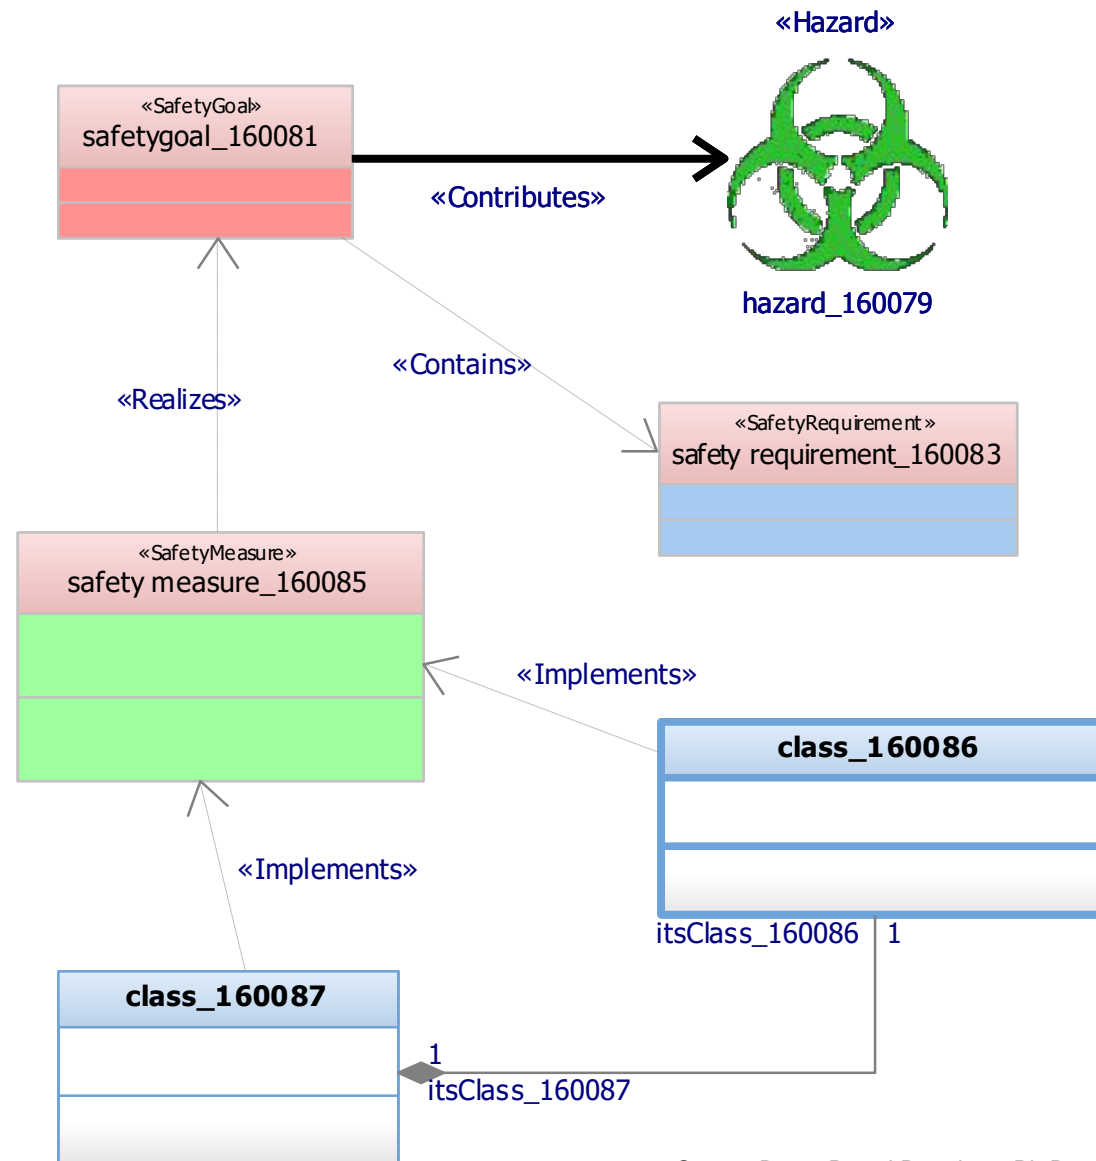 «Hazard»
«SafetyGoal»
safetygoal_160081
«Contributes»
hazard_160079
«Contains»
«Realizes»
«SafetyRequirement»
safety requirement_160083
«SafetyMeasure»
safety measure_160085
«Implements»
class_160086
«Implements»
itsClass_160086 1
class_160087
1
itsClass_160087